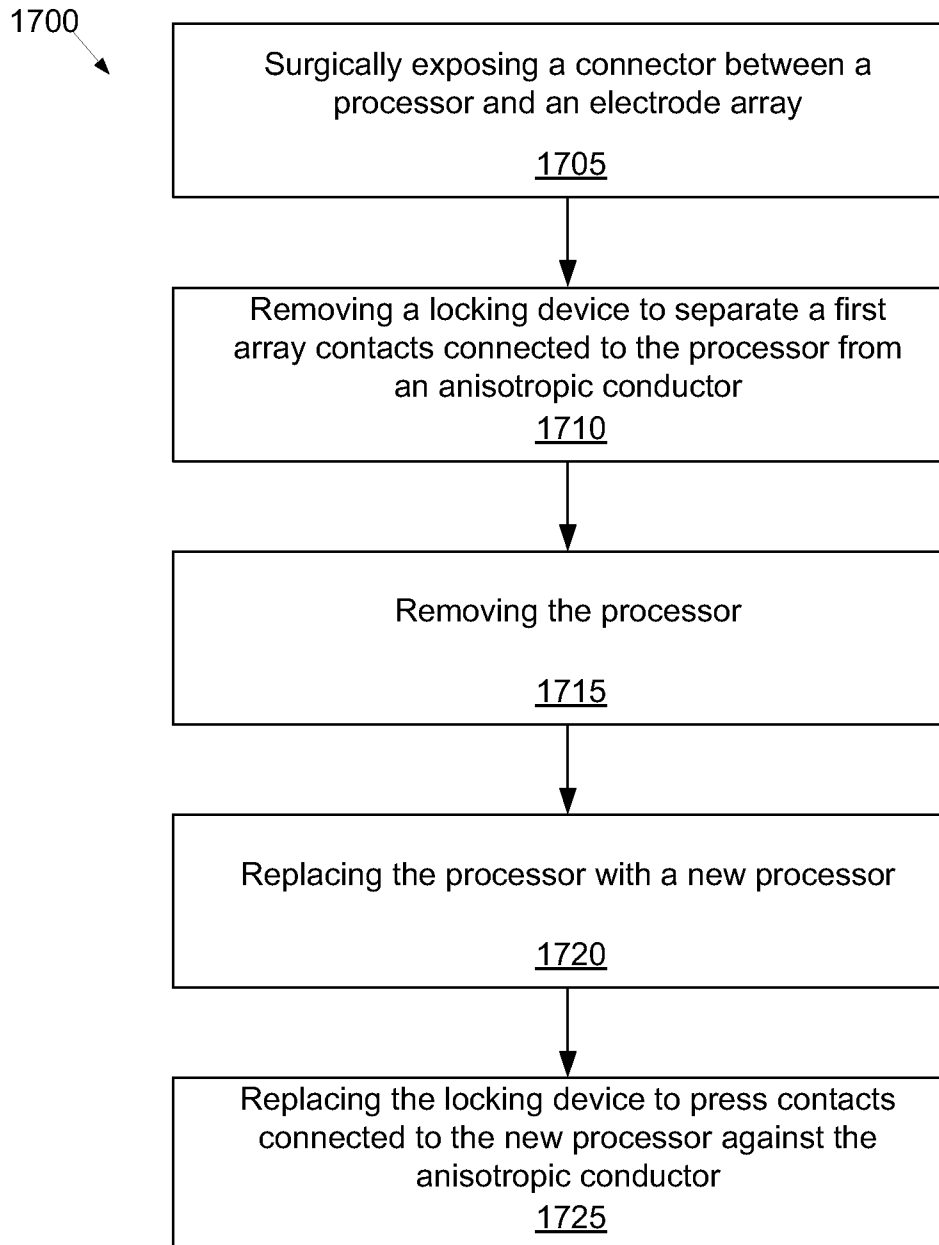 1700
Surgically exposing a connector between a
processor and an electrode array
1705
Removing a locking device to separate a first
array contacts connected to the processor from
an anisotropic conductor
1710
Removing the processor
1715
Replacing the processor with a new processor
1720
Replacing the locking device to press contacts
connected to the new processor against the
anisotropic conductor
1725